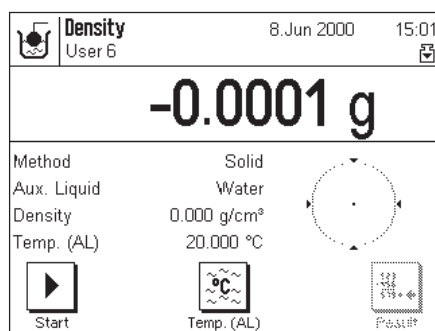 Density 8.Jun 2000 15:01
User 6
-0.0001 g
Method Solid
Aux. Liquid Water
Density 0.000 g/cm³
Temp. (AL) 20.000 °C
°C
Start Temp. (AL) Result